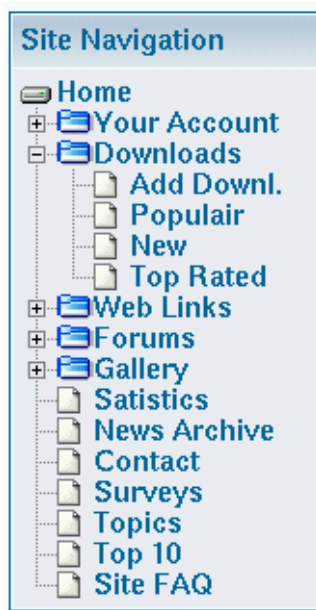 Site Navigation
Home
Your Account
Downloads
Add Downl.
Populair
New
Top Rated
Web Links
Forums
Gallery
Satistics
News Archive
Contact
Surveys
Topics
Top 10
Site FAQ